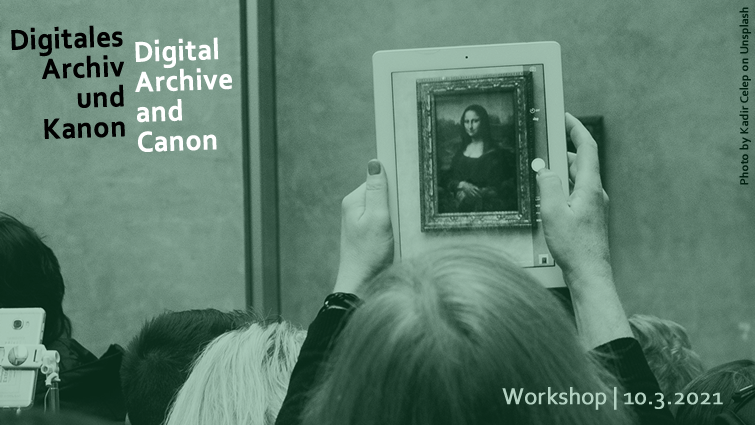 Digitales
Archiv
und
Kanon
Digital
Archive
and
Canon
Photo by Kadir Celep on Unsplash
Workshop | 10.3.2021